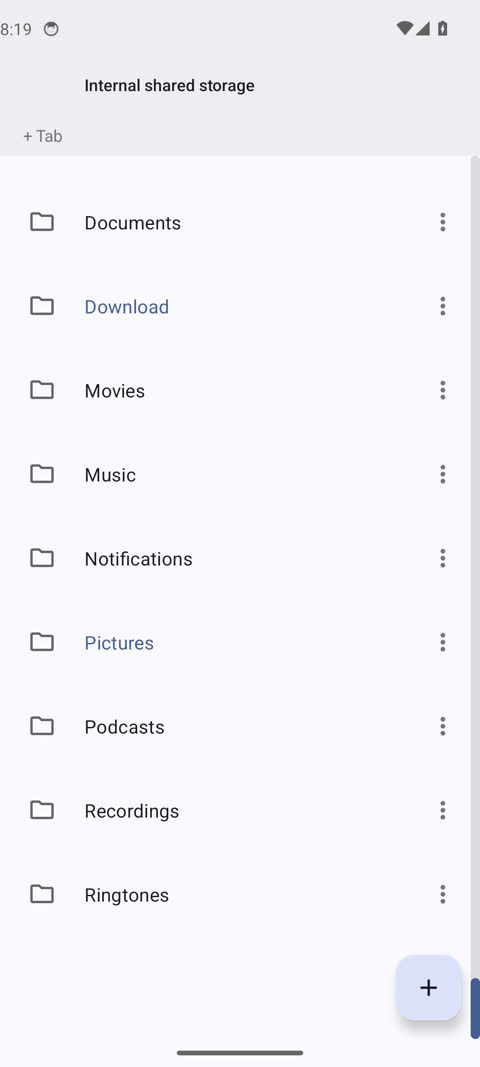 8:19
Internal shared storage
+ Tab
Documents
Download
Movies
Music
Notifications
Pictures
Podcasts
Recordings
Ringtones
+